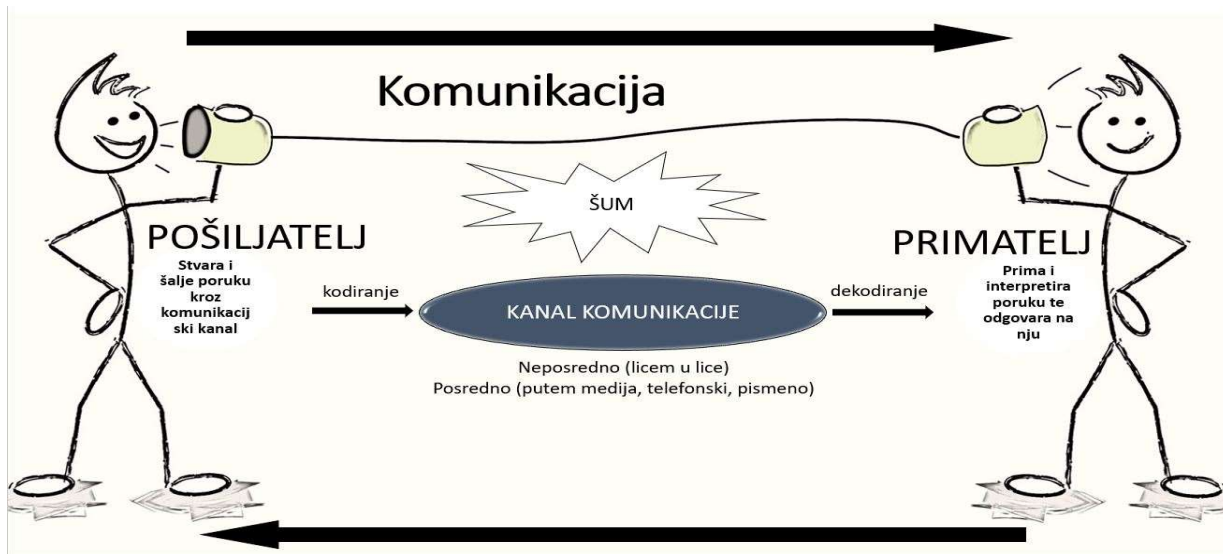 Komunikacija
ŠUM
POŠILJATELJ
Stvara i
šalje poruku
kroz
komunikacij
ski kanal
kodiranje
KANAL KOMUNIKACIJE
Neposredno (licem u lice)
Posredno (putem medija, telefonski, pismeno)
dekodiranje
PRIMATELJ
Prima i
interpretira
poruku te
odgovara na
nju